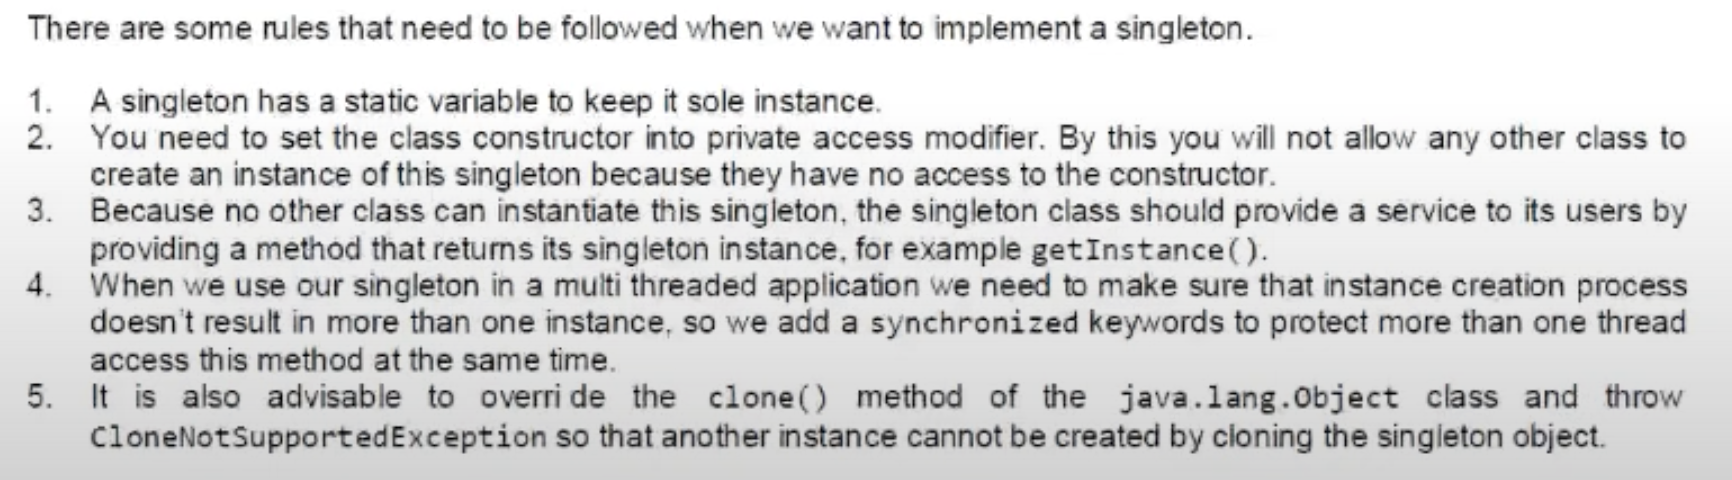 There are some rules that need to be followed when we want to implement a singleton.
1. A singleton has a static variable to keep it sole instance.
2. You need to set the class constructor into private access modifier. By this you will not allow any other class to
create an instance of this singleton because they have no access to the constructor.
3. Because no other class can instantiate this singleton, the singleton class should provide a service to its users by
providing a method that returns its singleton instance, for example getInstance().
4. When we use our singleton in a multi threaded application we need to make sure that instance creation process
doesn't result in more than one instance, so we add a synchronized keywords to protect more than one thread
access this method at the same time.
5. It is also advisable to overri de the clone() method of the java.lang.Object class and throw
CloneNotSupportedException so that another instance cannot be created by cloning the singleton object.